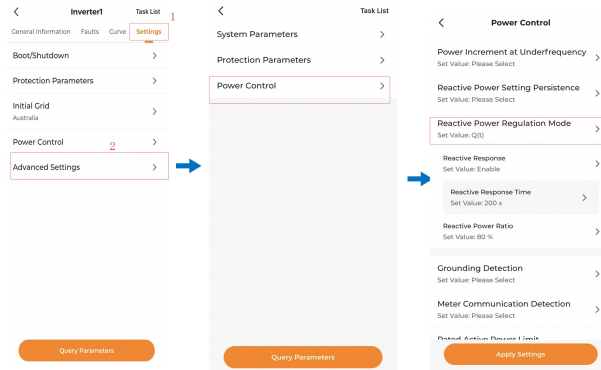 Inverter1
Task List
1
General Information
Faults
Curve
Settings
Boot/Shutdown
Protection Parameters
Initial Grid
Australia
Power Control
2
Advanced Settings
Query Parameters
Task List
System Parameters
Protection Parameters
Power Control
Query Parameters
Power Control
Power Increment at Underfrequency
Set Value: Please Select
Reactive Power Setting Persistence
Set Value: Please Select
Reactive Power Regulation Mode
Set Value: Q(t)
Reactive Response
Set Value: Enable
Reactive Response Time
Set Value: 200 s
Reactive Power Ratio
Set Value: 80 %
Grounding Detection
Set Value: Please Select
Meter Communication Detection
Set Value: Please Select
Rated Active Power Limit
Apply Settings